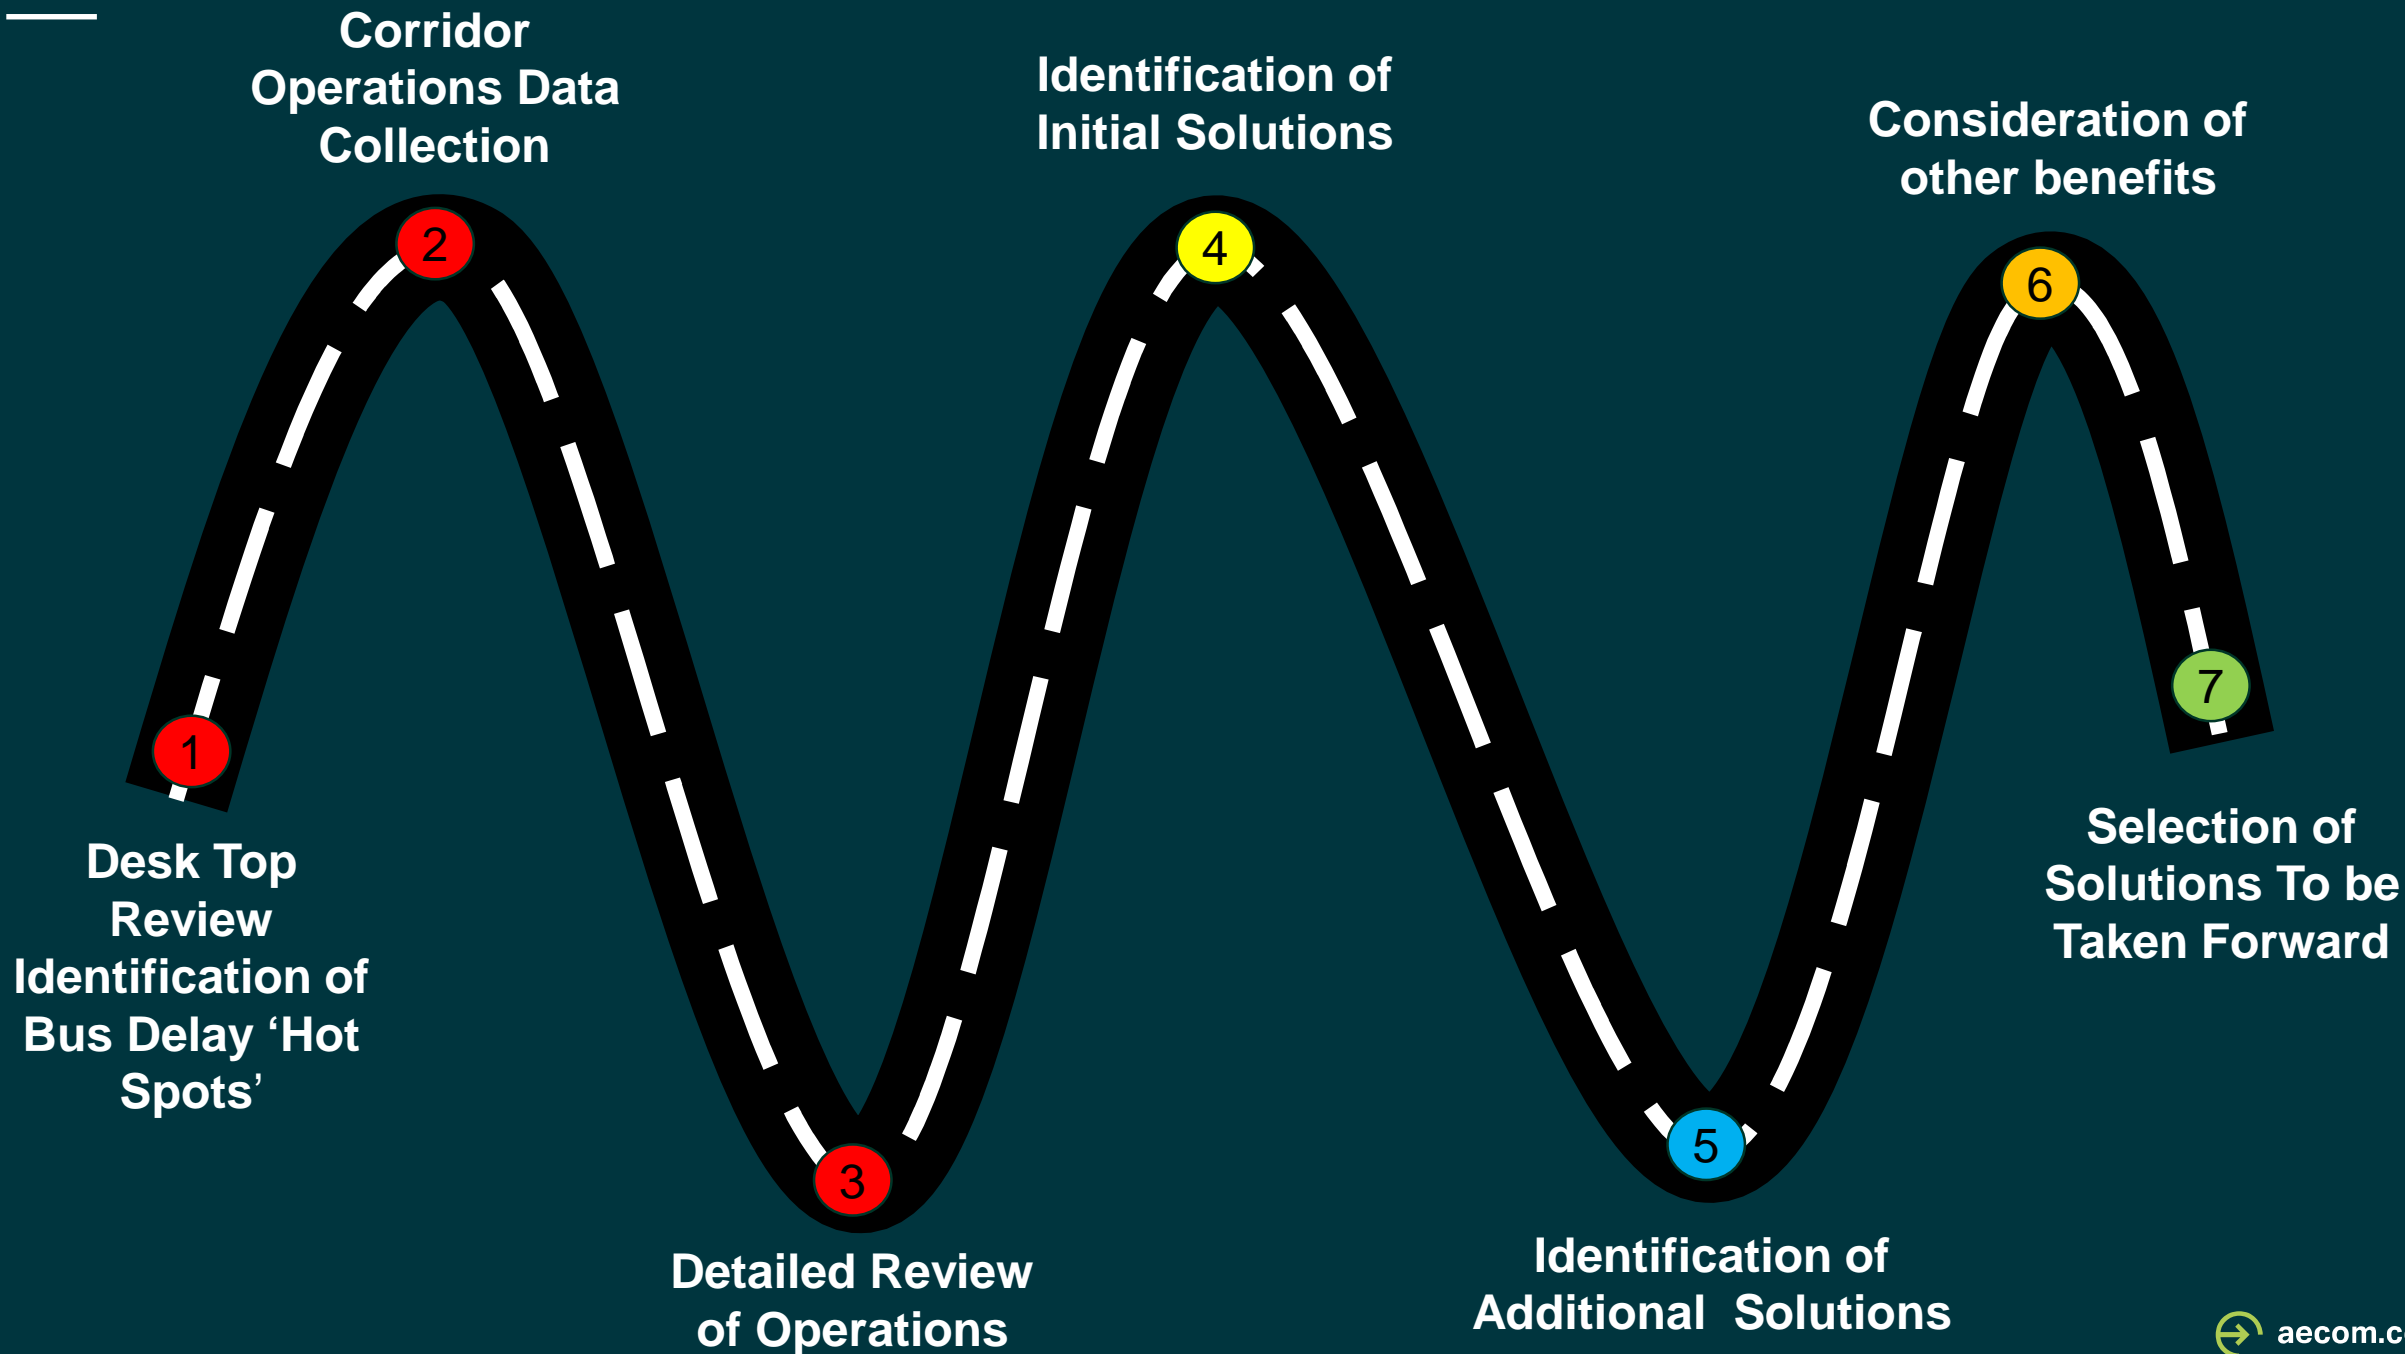 Corridor
Operations Data
Collection
Identification of
Initial Solutions
Consideration of
other benefits
2
4
6
1
7
3
5
Desk Top
Review
Identification of
Bus Delay ‘Hot
Spots’
Selection of
Solutions To be
Taken Forward
Detailed Review
of Operations
Identification of
Additional  Solutions
aecom.c